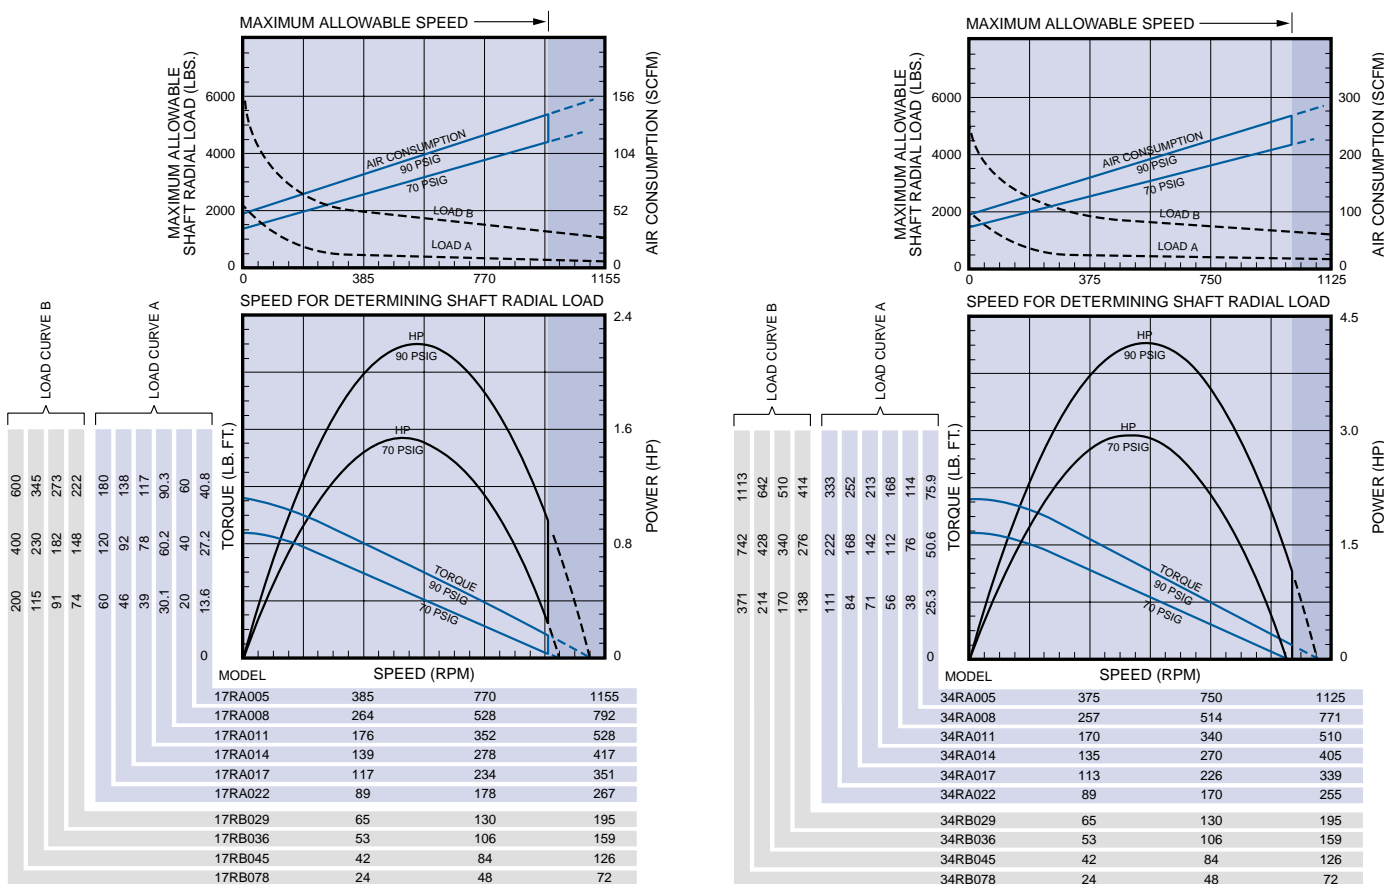 MAXIMUM ALLOWABLE SPEED
MAXIMUM ALLOWABLE
SHAFT RADIAL LOAD (LBS.)
6000
4000
2000
0
AIR CONSUMPTION
90 PSIG
70 PSIG
LOAD B
LOAD A
156
104
52
0
AIR CONSUMPTION (SCFM)
0 385 770 1155
SPEED FOR DETERMINING SHAFT RADIAL LOAD
LOAD CURVE B
LOAD CURVE A
600 345 273 222 180 138 117 90.3 60 40.8
400 230 182 148 120 92 78 60.2 40 27.2
200 115 91 74 60 46 39 30.1 20 13.6
0
TORQUE (LB. FT.)
HP
90 PSIG
HP
70 PSIG
TORQUE
90 PSIG
70 PSIG
2.4
1.6
0.8
0
POWER (HP)
MODEL SPEED (RPM)
17RA005 385 770 1155
17RA008 264 528 792
17RA011 176 352 528
17RA014 139 278 417
17RA017 117 234 351
17RA022 89 178 267
17RB029 65 130 195
17RB036 53 106 159
17RB045 42 84 126
17RB078 24 48 72
MAXIMUM ALLOWABLE SPEED
MAXIMUM ALLOWABLE
SHAFT RADIAL LOAD (LBS.)
6000
4000
2000
0
AIR CONSUMPTION
90 PSIG
70 PSIG
LOAD B
LOAD A
300
200
100
0
AIR CONSUMPTION (SCFM)
0 375 750 1125
SPEED FOR DETERMINING SHAFT RADIAL LOAD
LOAD CURVE B
LOAD CURVE A
1113 642 510 414 333 252 213 168 114 75.9
742 428 340 276 222 168 142 112 76 50.6
371 214 170 138 111 84 71 56 38 25.3
0
TORQUE (LB. FT.)
HP
90 PSIG
HP
70 PSIG
TORQUE
90 PSIG
70 PSIG
4.5
3.0
1.5
0
POWER (HP)
MODEL SPEED (RPM)
34RA005 375 750 1125
34RA008 257 514 771
34RA011 170 340 510
34RA014 135 270 405
34RA017 113 226 339
34RA022 89 170 255
34RB029 65 130 195
34RB036 53 106 159
34RB045 42 84 126
34RB078 24 48 72